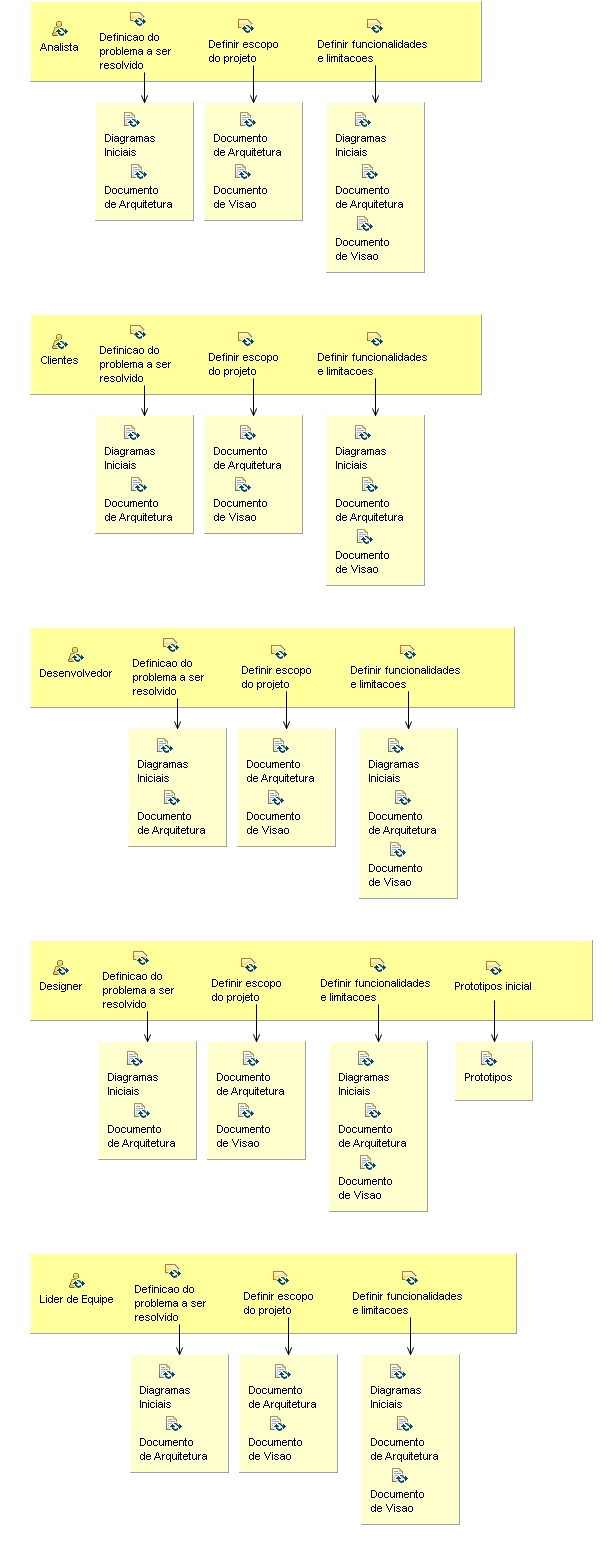 Analista
Definicao do
problema a ser
resolvido
Definir escopo
do projeto
Definir funcionalidades
e limitacoes
Diagramas
Iniciais
Documento
de Arquitetura
Documento
de Arquitetura
Documento
de Visao
Diagramas
Iniciais
Documento
de Arquitetura
Documento
de Visao
Clientes
Definicao do
problema a ser
resolvido
Definir escopo
do projeto
Definir funcionalidades
e limitacoes
Diagramas
Iniciais
Documento
de Arquitetura
Documento
de Arquitetura
Documento
de Visao
Diagramas
Iniciais
Documento
de Arquitetura
Documento
de Visao
Desenvolvedor
Definicao do
problema a ser
resolvido
Definir escopo
do projeto
Definir funcionalidades
e limitacoes
Diagramas
Iniciais
Documento
de Arquitetura
Documento
de Arquitetura
Documento
de Visao
Diagramas
Iniciais
Documento
de Arquitetura
Documento
de Visao
Designer
Definicao do
problema a ser
resolvido
Definir escopo
do projeto
Definir funcionalidades
e limitacoes
Prototipos inicial
Diagramas
Iniciais
Documento
de Arquitetura
Documento
de Arquitetura
Documento
de Visao
Diagramas
Iniciais
Documento
de Arquitetura
Documento
de Visao
Prototipos
Lider de Equipe
Definicao do
problema a ser
resolvido
Definir escopo
do projeto
Definir funcionalidades
e limitacoes
Diagramas
Iniciais
Documento
de Arquitetura
Documento
de Arquitetura
Documento
de Visao
Diagramas
Iniciais
Documento
de Arquitetura
Documento
de Visao